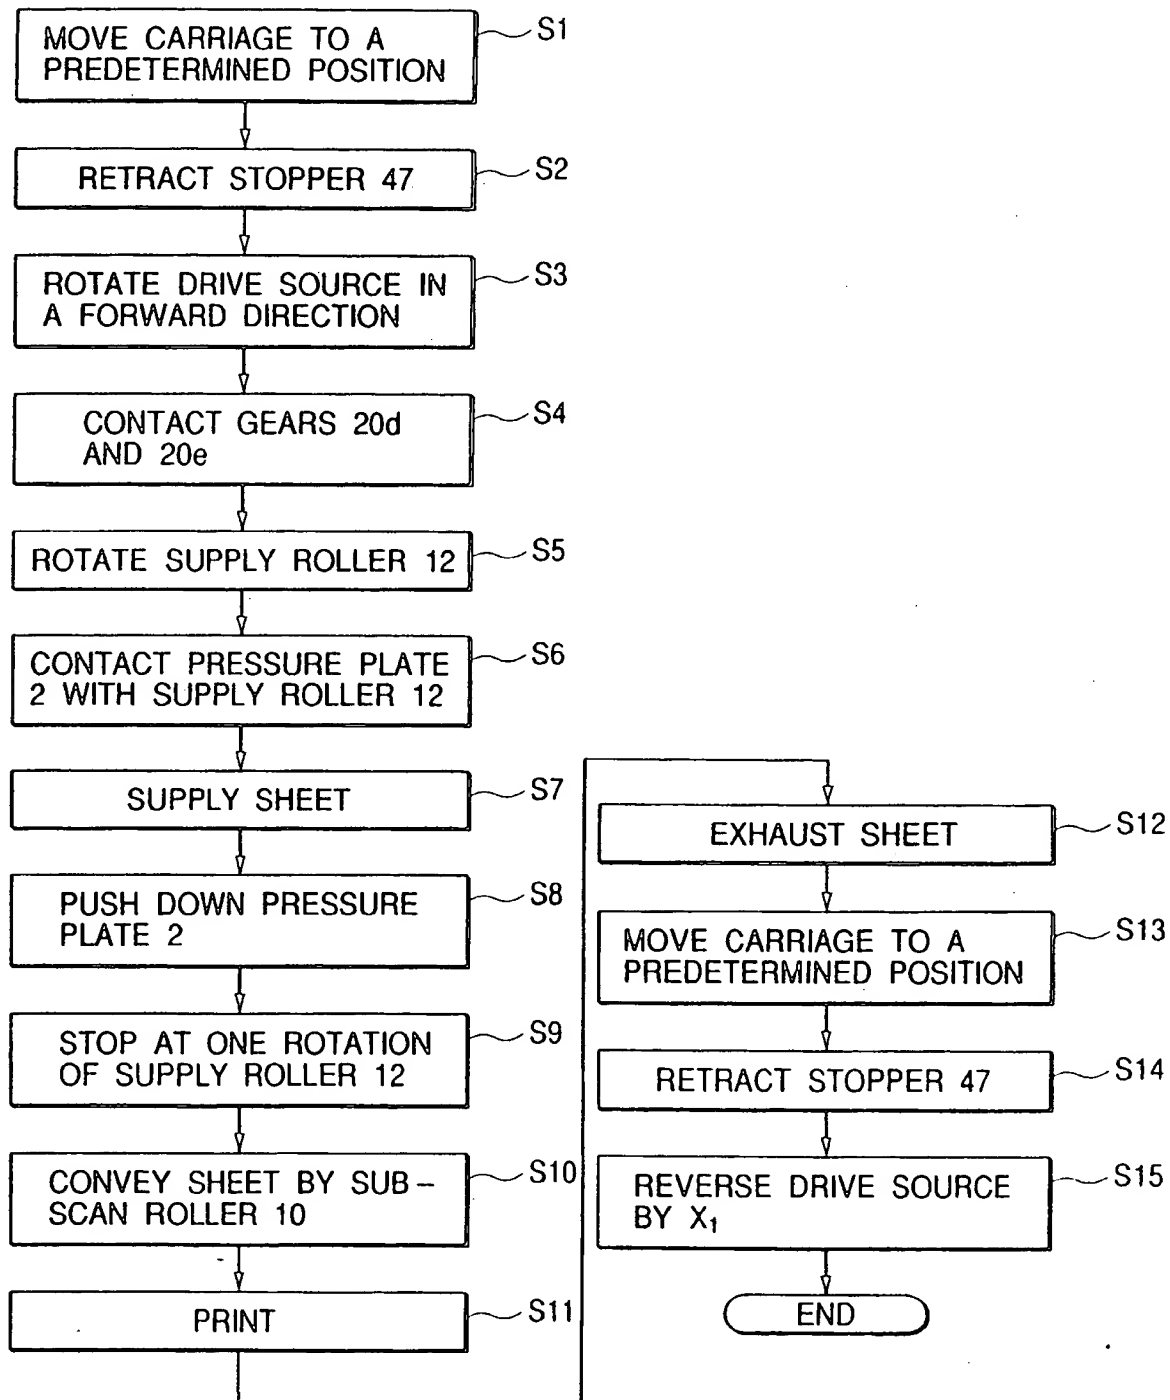 MOVE CARRIAGE TO A
PREDETERMINED POSITION
S1
RETRACT STOPPER 47
S2
ROTATE DRIVE SOURCE IN
A FORWARD DIRECTION
S3
CONTACT GEARS 20d
AND 20e
S4
ROTATE SUPPLY ROLLER 12
S5
CONTACT PRESSURE PLATE
2 WITH SUPPLY ROLLER 12
S6
SUPPLY SHEET
S7
PUSH DOWN PRESSURE
PLATE 2
S8
STOP AT ONE ROTATION
OF SUPPLY ROLLER 12
S9
CONVEY SHEET BY SUB-
SCAN ROLLER 10
S10
PRINT
S11
EXHAUST SHEET
S12
MOVE CARRIAGE TO A
PREDETERMINED POSITION
S13
RETRACT STOPPER 47
S14
REVERSE DRIVE SOURCE
BY X₁
S15
END